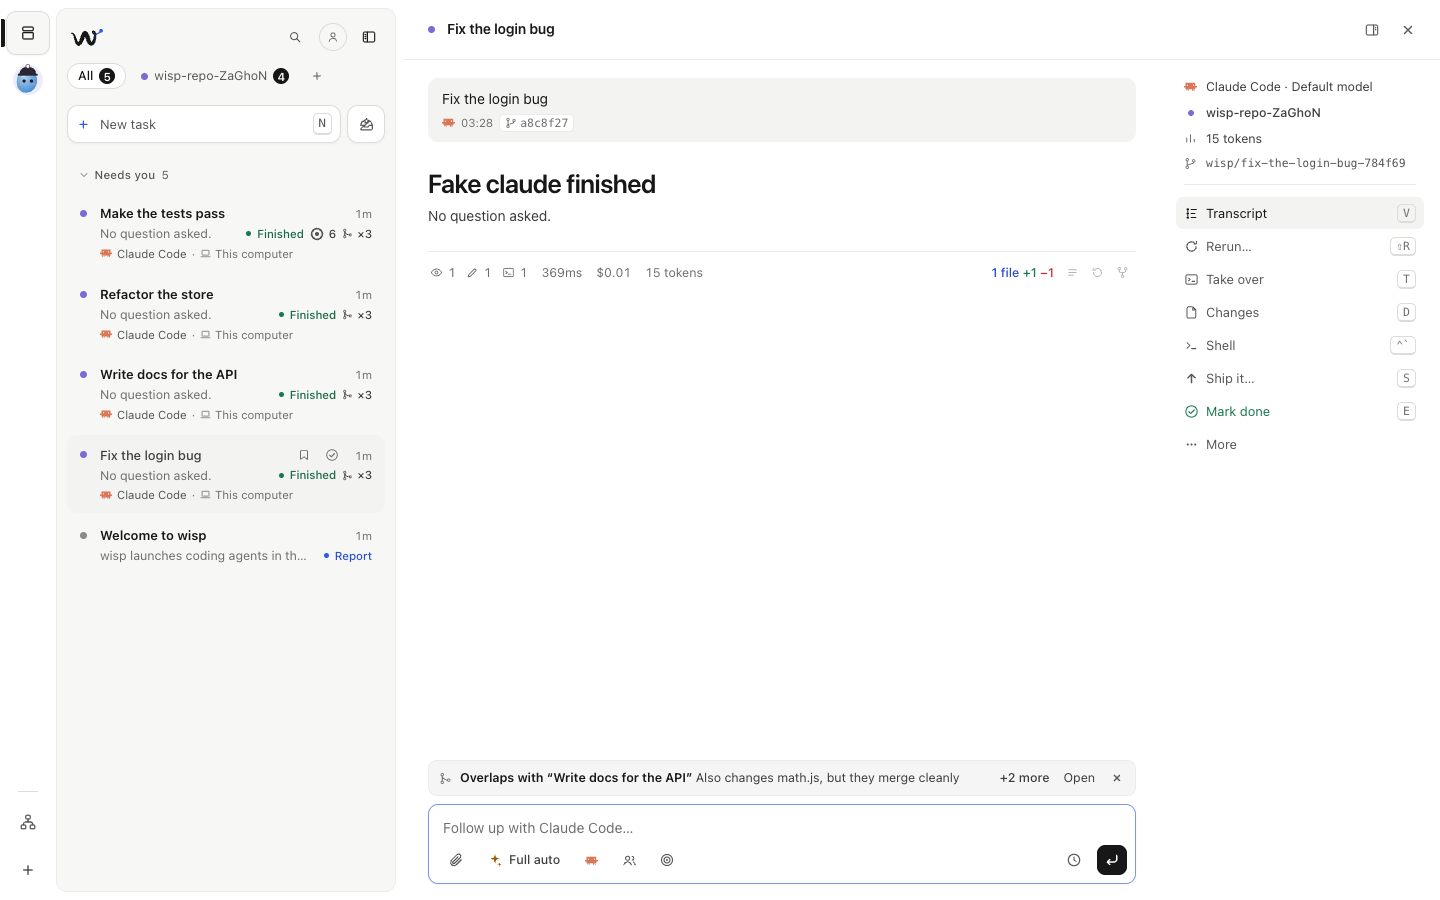 All 5
wisp-repo-ZaGhoN 4
New task N
Needs you 5
Make the tests pass 1m
No question asked. Finished 6 ×3
Claude Code · This computer
Refactor the store 1m
No question asked. Finished ×3
Claude Code · This computer
Write docs for the API 1m
No question asked. Finished ×3
Claude Code · This computer
Fix the login bug 1m
No question asked. Finished ×3
Claude Code · This computer
Welcome to wisp 1m
wisp launches coding agents in th... Report
Fix the login bug
Fix the login bug
03:28 a8c8f27
Fake claude finished
No question asked.
1 1 1 369ms $0.01 15 tokens 1 file +1 −1
Overlaps with “Write docs for the API” Also changes math.js, but they merge cleanly +2 more Open
Follow up with Claude Code...
Full auto
Claude Code · Default model
wisp-repo-ZaGhoN
15 tokens
wisp/fix-the-login-bug-784f69
Transcript V
Rerun... ⇧R
Take over T
Changes D
Shell ⌃`
Ship it... S
Mark done E
More